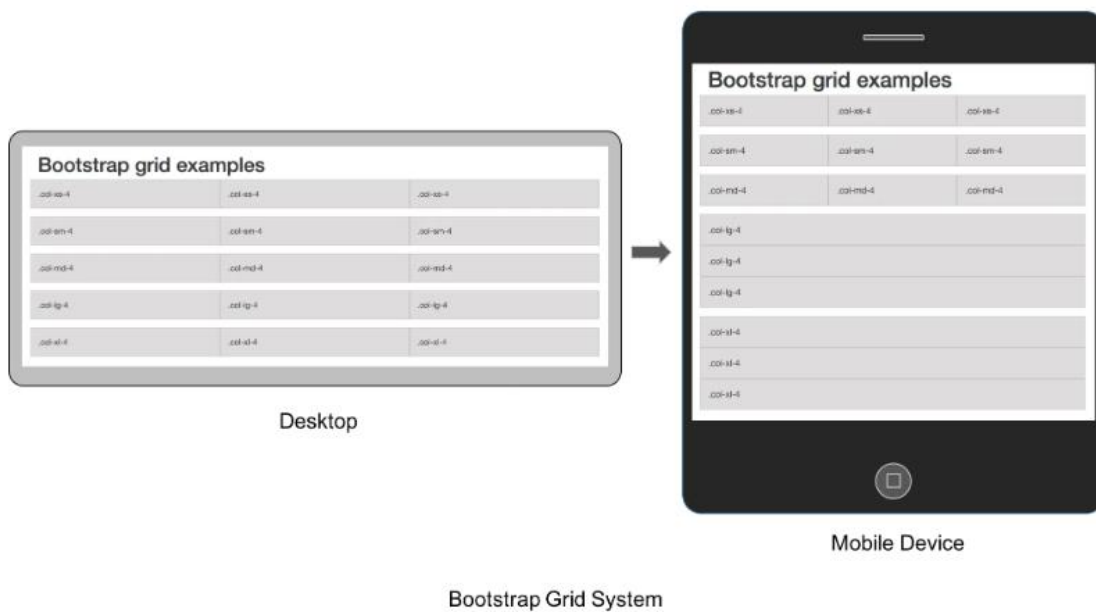 Bootstrap grid examples
.col-xs-4 .col-xs-4 .col-xs-4
.col-sm-4 .col-sm-4 .col-sm-4
.col-md-4 .col-md-4 .col-md-4
.col-lg-4 .col-lg-4 .col-lg-4
.col-xl-4 .col-xl-4 .col-xl-4
Desktop
Bootstrap grid examples
.col-xs-4 .col-xs-4 .col-xs-4
.col-sm-4 .col-sm-4 .col-sm-4
.col-md-4 .col-md-4 .col-md-4
.col-lg-4
.col-lg-4
.col-lg-4
.col-xl-4
.col-xl-4
.col-xl-4
Mobile Device
Bootstrap Grid System